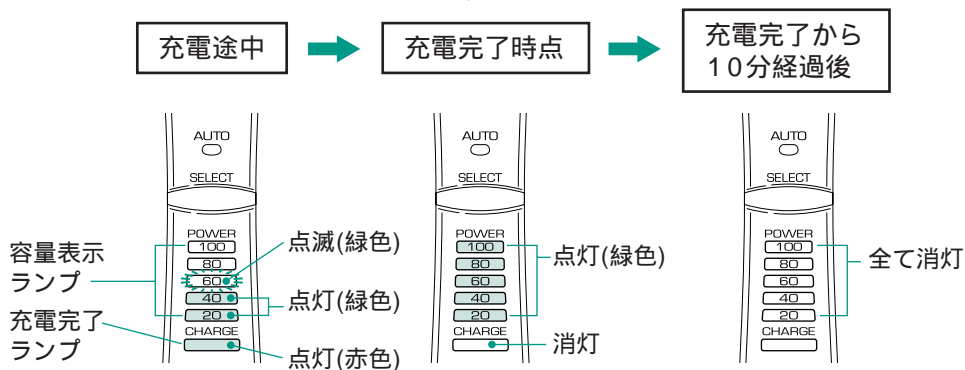 充電途中
充電完了時点
充電完了から
10分経過後
AUTO
SELECT
POWER
100
80
60
40
20
CHARGE
容量表示
ランプ
充電完了
ランプ
点滅(緑色)
点灯(緑色)
点灯(赤色)
AUTO
SELECT
POWER
100
80
60
40
20
CHARGE
点灯(緑色)
消灯
AUTO
SELECT
POWER
100
80
60
40
20
CHARGE
全て消灯